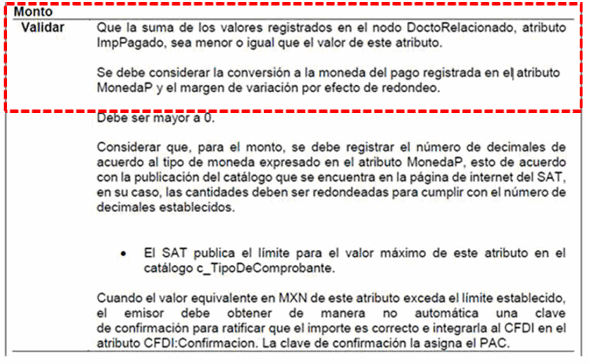 Monto
Validar Que la suma de los valores registrados en el nodo DoctoRelacionado, atributo
ImpPagado, sea menor o igual que el valor de este atributo.
Se debe considerar la conversión a la moneda del pago registrada en el atributo
MonedaP y el margen de variación por efecto de redondeo.
Debe ser mayor a 0.
Considerar que, para el monto, se debe registrar el número de decimales de
acuerdo al tipo de moneda expresado en el atributo MonedaP, esto de acuerdo
con la publicación del catálogo que se encuentra en la página de internet del SAT,
en su caso, las cantidades deben ser redondeadas para cumplir con el número de
decimales establecidos.
• El SAT publica el límite para el valor máximo de este atributo en el
catálogo c_TipoDeComprobante.
Cuando el valor equivalente en MXN de este atributo exceda el límite establecido,
el emisor debe obtener de manera no automática una clave
de confirmación para ratificar que el importe es correcto e integrarla al CFDI en el
atributo CFDI:Confirmacion. La clave de confirmación la asigna el PAC.